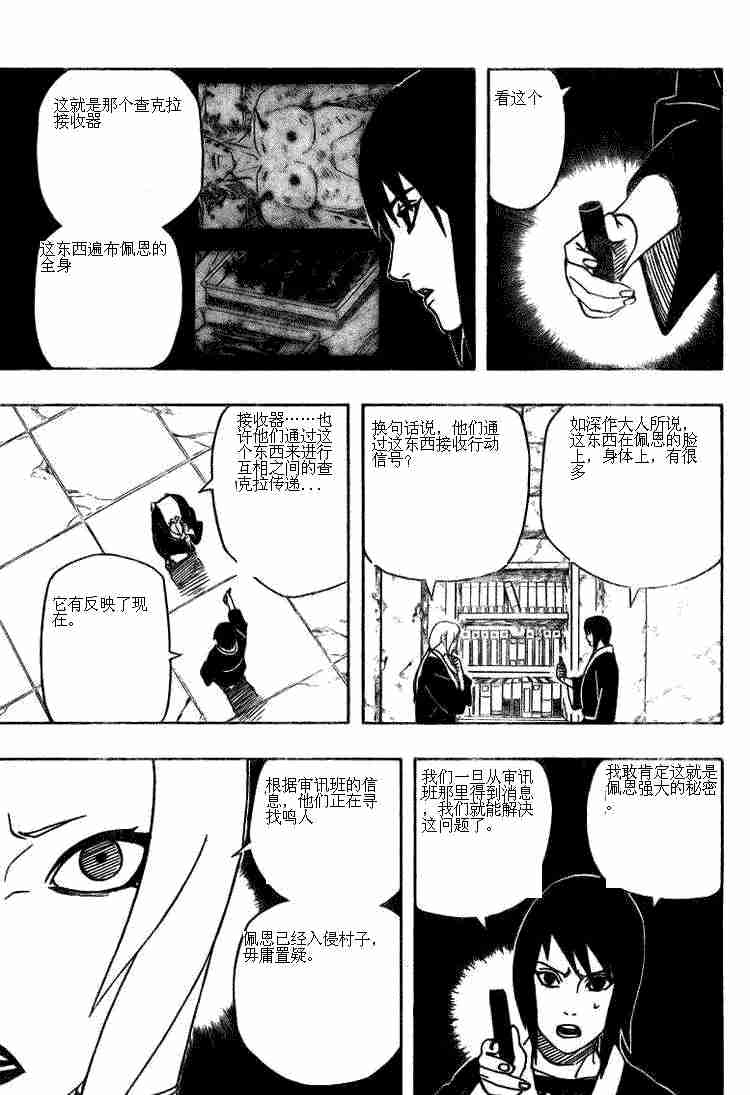 看这个
这就是那个查克拉
接收器
这东西遍布佩恩的
全身
如深作大人所说，
这东西在佩恩的脸
上，身体上，有很
多
换句话说，他们通
过这东西接收行动
信号?
接收器……也
许他们通过这
个东西来进行
互相之间的查
克拉传递...
它有反映了现
在。
我敢肯定这就是
佩恩强大的秘密
。
我们一旦从审讯
班那里得到消息
，我们就能解决
这问题了。
根据审讯班的信
息，他们正在寻
找鸣人
佩恩已经入侵村子，
毋庸置疑。